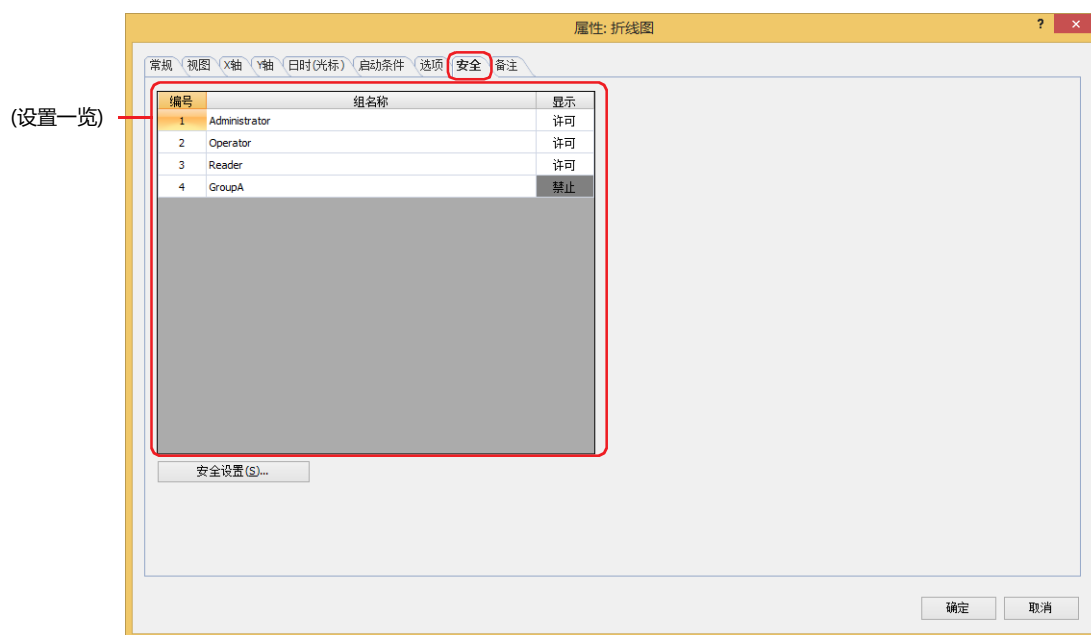 属性: 折线图
? ×
常规 视图 X轴 Y轴 日时(光标) 启动条件 选项 安全 备注
(设置一览)
编号 组名称 显示
1 Administrator 许可
2 Operator 许可
3 Reader 许可
4 GroupA 禁止
安全设置(S)...
确定 取消